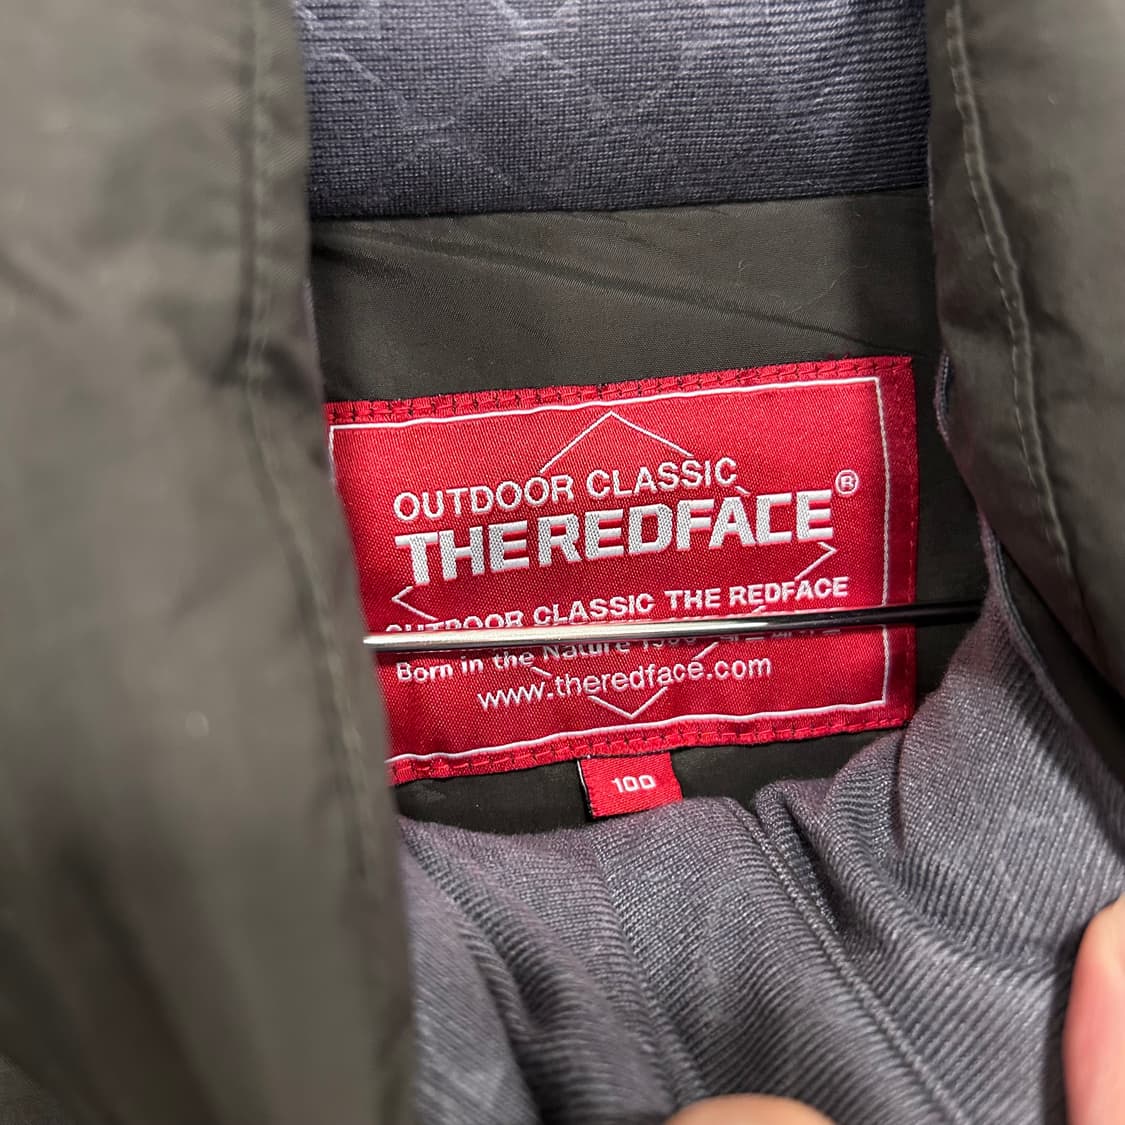 OUTDOOR CLASSIC
THEREDFACE®
OUTDOOR CLASSIC THE REDFACE
Born in the Nature
www.theredface.com
100